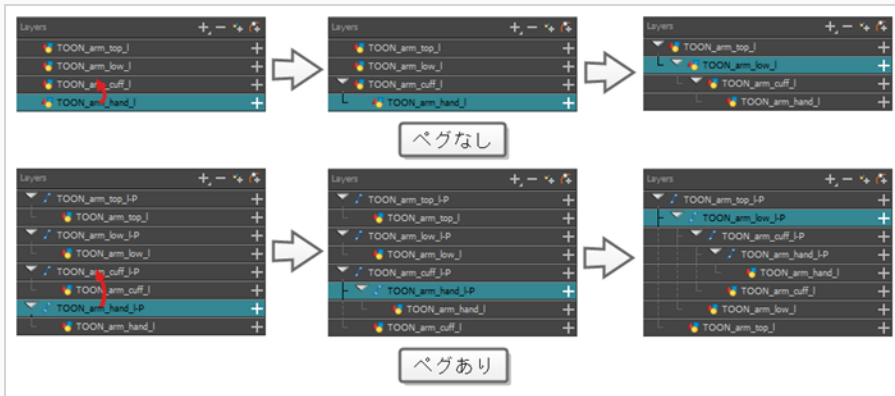 Layers
TOON_arm_top_l
TOON_arm_low_l
TOON_arm_cuff_l
TOON_arm_hand_l
Layers
TOON_arm_top_l
TOON_arm_low_l
TOON_arm_cuff_l
TOON_arm_hand_l
Layers
TOON_arm_top_l
TOON_arm_low_l
TOON_arm_cuff_l
TOON_arm_hand_l
ペグなし
Layers
TOON_arm_top_l-P
TOON_arm_top_l
TOON_arm_low_l-P
TOON_arm_low_l
TOON_arm_cuff_l-P
TOON_arm_cuff_l
TOON_arm_hand_l-P
TOON_arm_hand_l
Layers
TOON_arm_top_l-P
TOON_arm_top_l
TOON_arm_low_l-P
TOON_arm_low_l
TOON_arm_cuff_l-P
TOON_arm_hand_l-P
TOON_arm_hand_l
TOON_arm_cuff_l
Layers
TOON_arm_top_l-P
TOON_arm_low_l-P
TOON_arm_cuff_l-P
TOON_arm_hand_l-P
TOON_arm_hand_l
TOON_arm_cuff_l
TOON_arm_low_l
TOON_arm_top_l
ペグあり